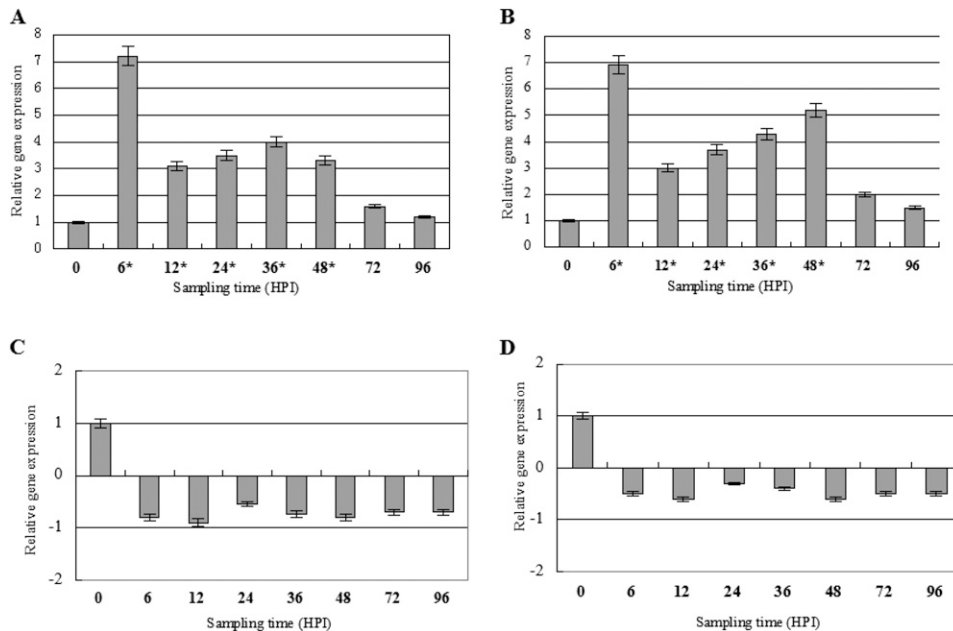 A
Relative gene expression
8
7
6
5
4
3
2
1
0
0 6* 12* 24* 36* 48* 72 96
Sampling time (HPI)
B
Relative gene expression
8
7
6
5
4
3
2
1
0
0 6* 12* 24* 36* 48* 72 96
Sampling time (HPI)
C
Relative gene expression
2
1
0
-1
-2
0 6 12 24 36 48 72 96
Sampling time (HPI)
D
Relative gene expression
2
1
0
-1
-2
0 6 12 24 36 48 72 96
Sampling time (HPI)